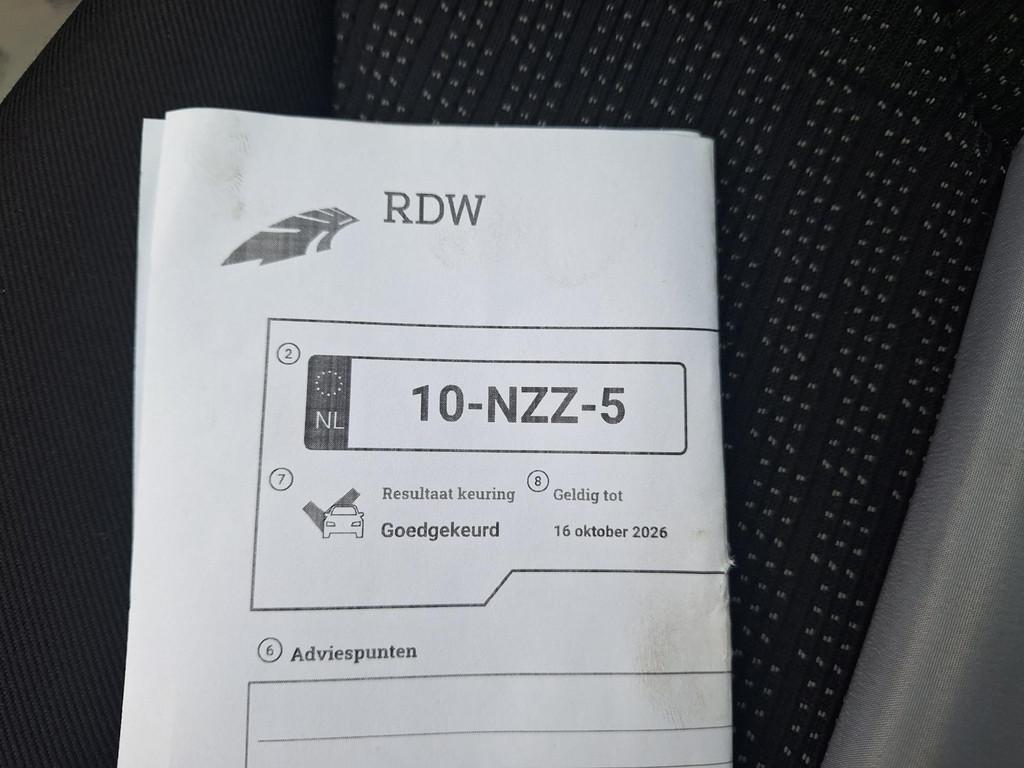 RDW
2
NL
10-NZZ-5
7
Resultaat keuring
8
Geldig tot
Goedgekeurd
16 oktober 2026
6
Adviespunten